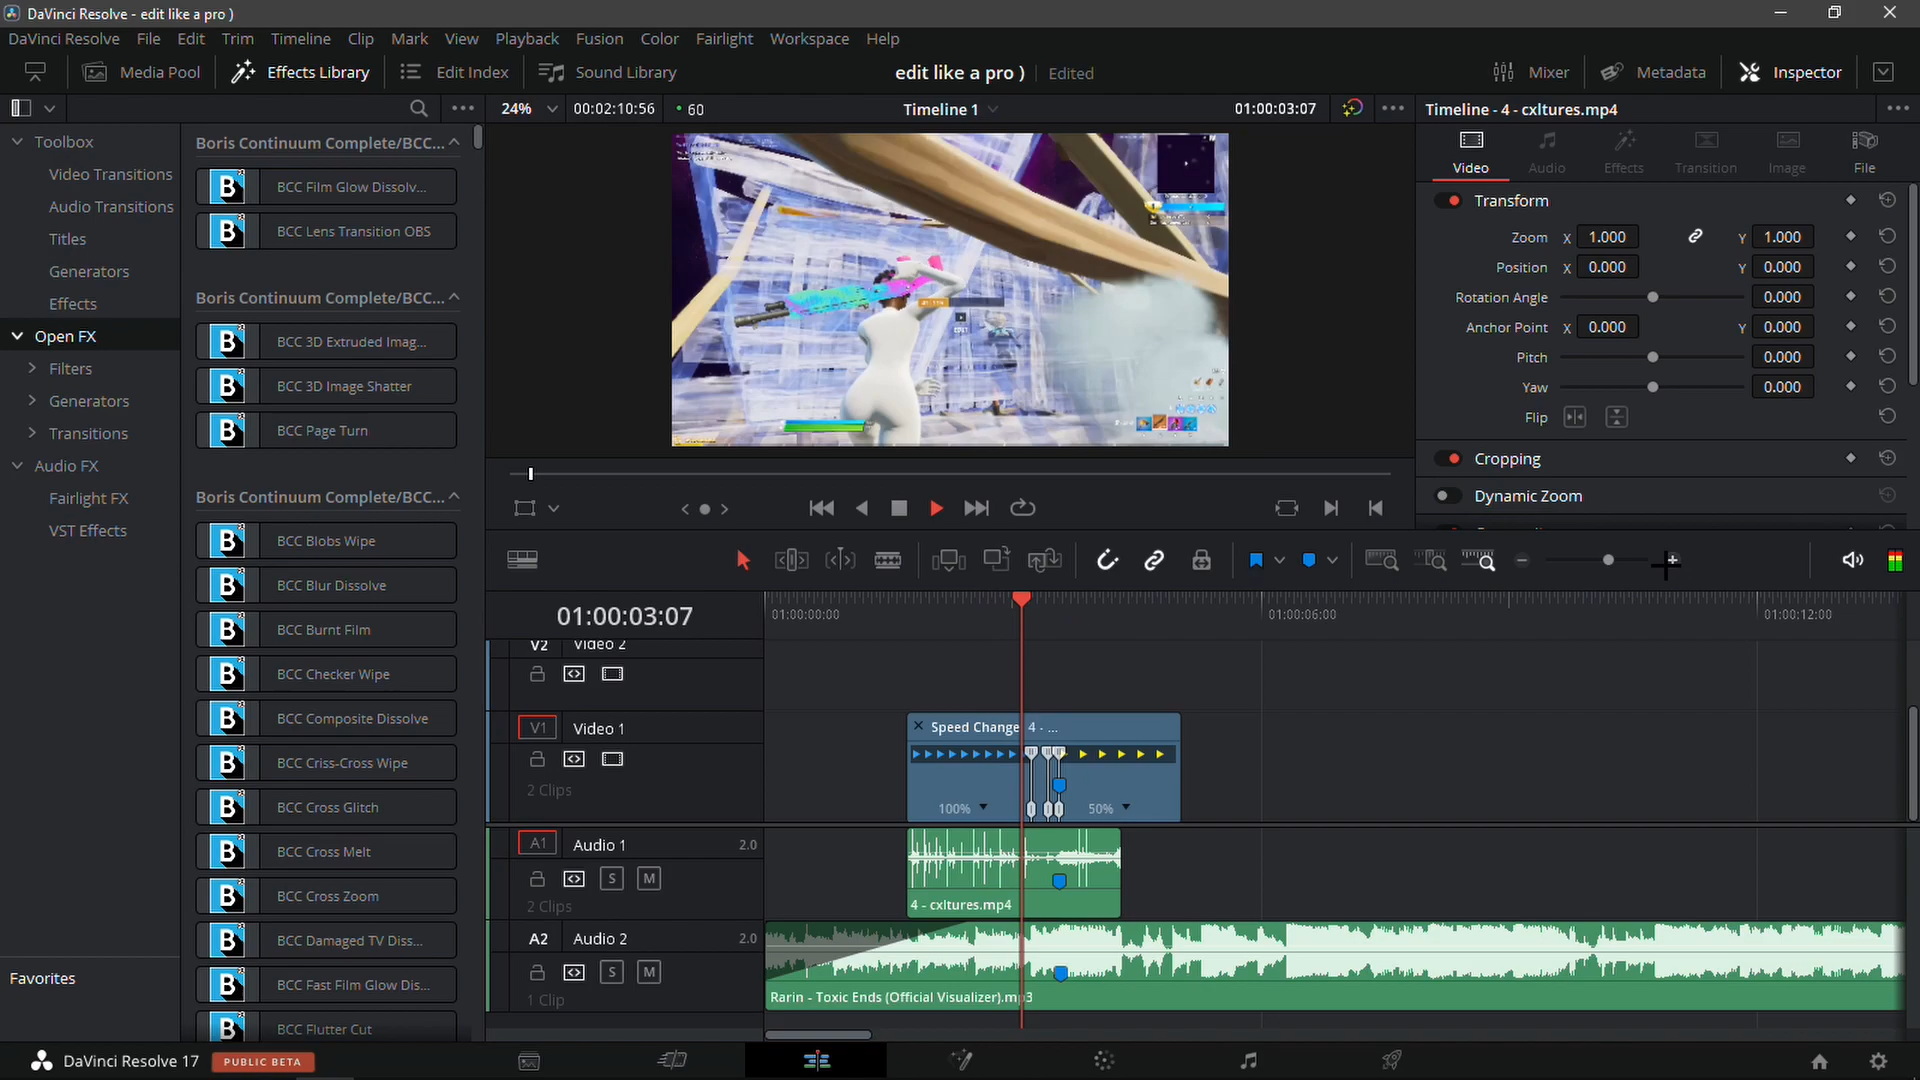 DaVinci Resolve - edit like a pro )
DaVinci Resolve File Edit Trim Timeline Clip Mark View Playback Fusion Color Fairlight Workspace Help
Media Pool Effects Library Edit Index Sound Library edit like a pro ) Edited Mixer Metadata Inspector
24% 00:02:10:56 60 Timeline 1 01:00:03:07 Timeline - 4 - cxltures.mp4
Toolbox
Video Transitions
Audio Transitions
Titles
Generators
Effects
Open FX
Filters
Generators
Transitions
Audio FX
Fairlight FX
VST Effects
Favorites
Boris Continuum Complete/BCC...
BCC Film Glow Dissolv...
BCC Lens Transition OBS
Boris Continuum Complete/BCC...
BCC 3D Extruded Imag...
BCC 3D Image Shatter
BCC Page Turn
Boris Continuum Complete/BCC...
BCC Blobs Wipe
BCC Blur Dissolve
BCC Burnt Film
BCC Checker Wipe
BCC Composite Dissolve
BCC Criss-Cross Wipe
BCC Cross Glitch
BCC Cross Melt
BCC Cross Zoom
BCC Damaged TV Diss...
BCC Fast Film Glow Dis...
BCC Flutter Cut
Video Audio Effects Transition Image File
Transform
Zoom X 1.000 Y 1.000
Position X 0.000 Y 0.000
Rotation Angle 0.000
Anchor Point X 0.000 Y 0.000
Pitch 0.000
Yaw 0.000
Flip
Cropping
Dynamic Zoom
EDIT
01:00:03:07
01:00:00:00 01:00:06:00 01:00:12:00
V2 Video 2
V1 Video 1
2 Clips
Speed Change 4 - ...
100% 50%
A1 Audio 1 2.0
S M
2 Clips
4 - cxltures.mp4
A2 Audio 2 2.0
S M
1 Clip
Rarin - Toxic Ends (Official Visualizer).mp3
DaVinci Resolve 17 PUBLIC BETA